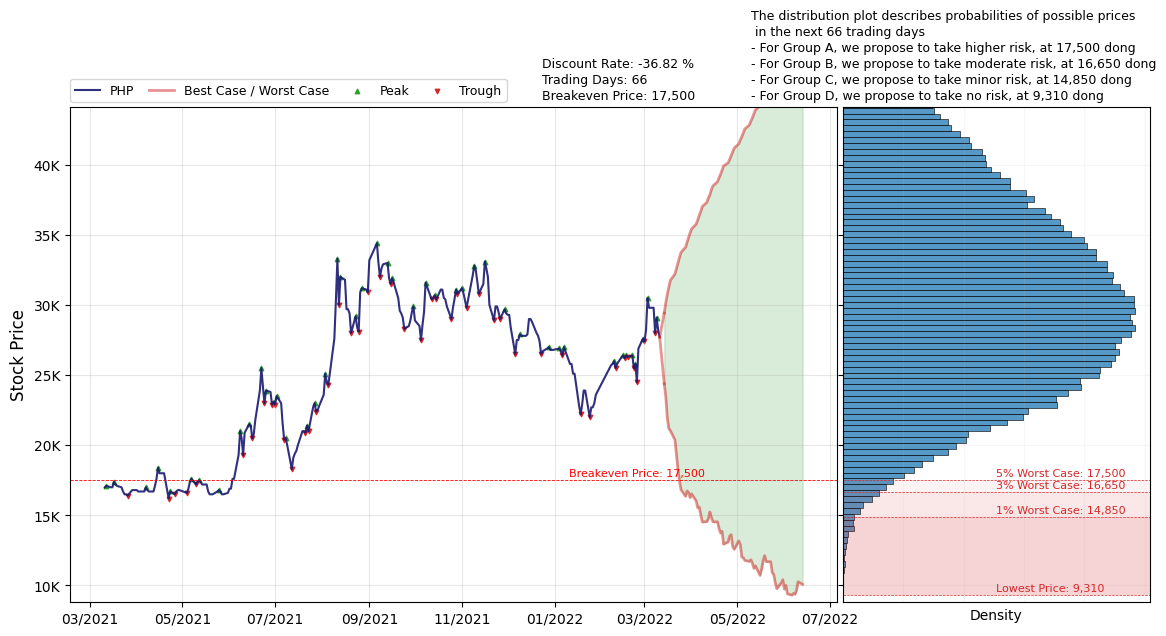 The distribution plot describes probabilities of possible prices
in the next 66 trading days
- For Group A, we propose to take higher risk, at 17,500 dong
- For Group B, we propose to take moderate risk, at 16,650 dong
- For Group C, we propose to take minor risk, at 14,850 dong
- For Group D, we propose to take no risk, at 9,310 dong
Discount Rate: -36.82 %
Trading Days: 66
Breakeven Price: 17,500
PHP
Best Case / Worst Case
Peak
Trough
Stock Price
40K
35K
30K
25K
20K
15K
10K
Breakeven Price: 17,500
03/2021
05/2021
07/2021
09/2021
11/2021
01/2022
03/2022
05/2022
07/2022
5% Worst Case: 17,500
3% Worst Case: 16,650
1% Worst Case: 14,850
Lowest Price: 9,310
Density